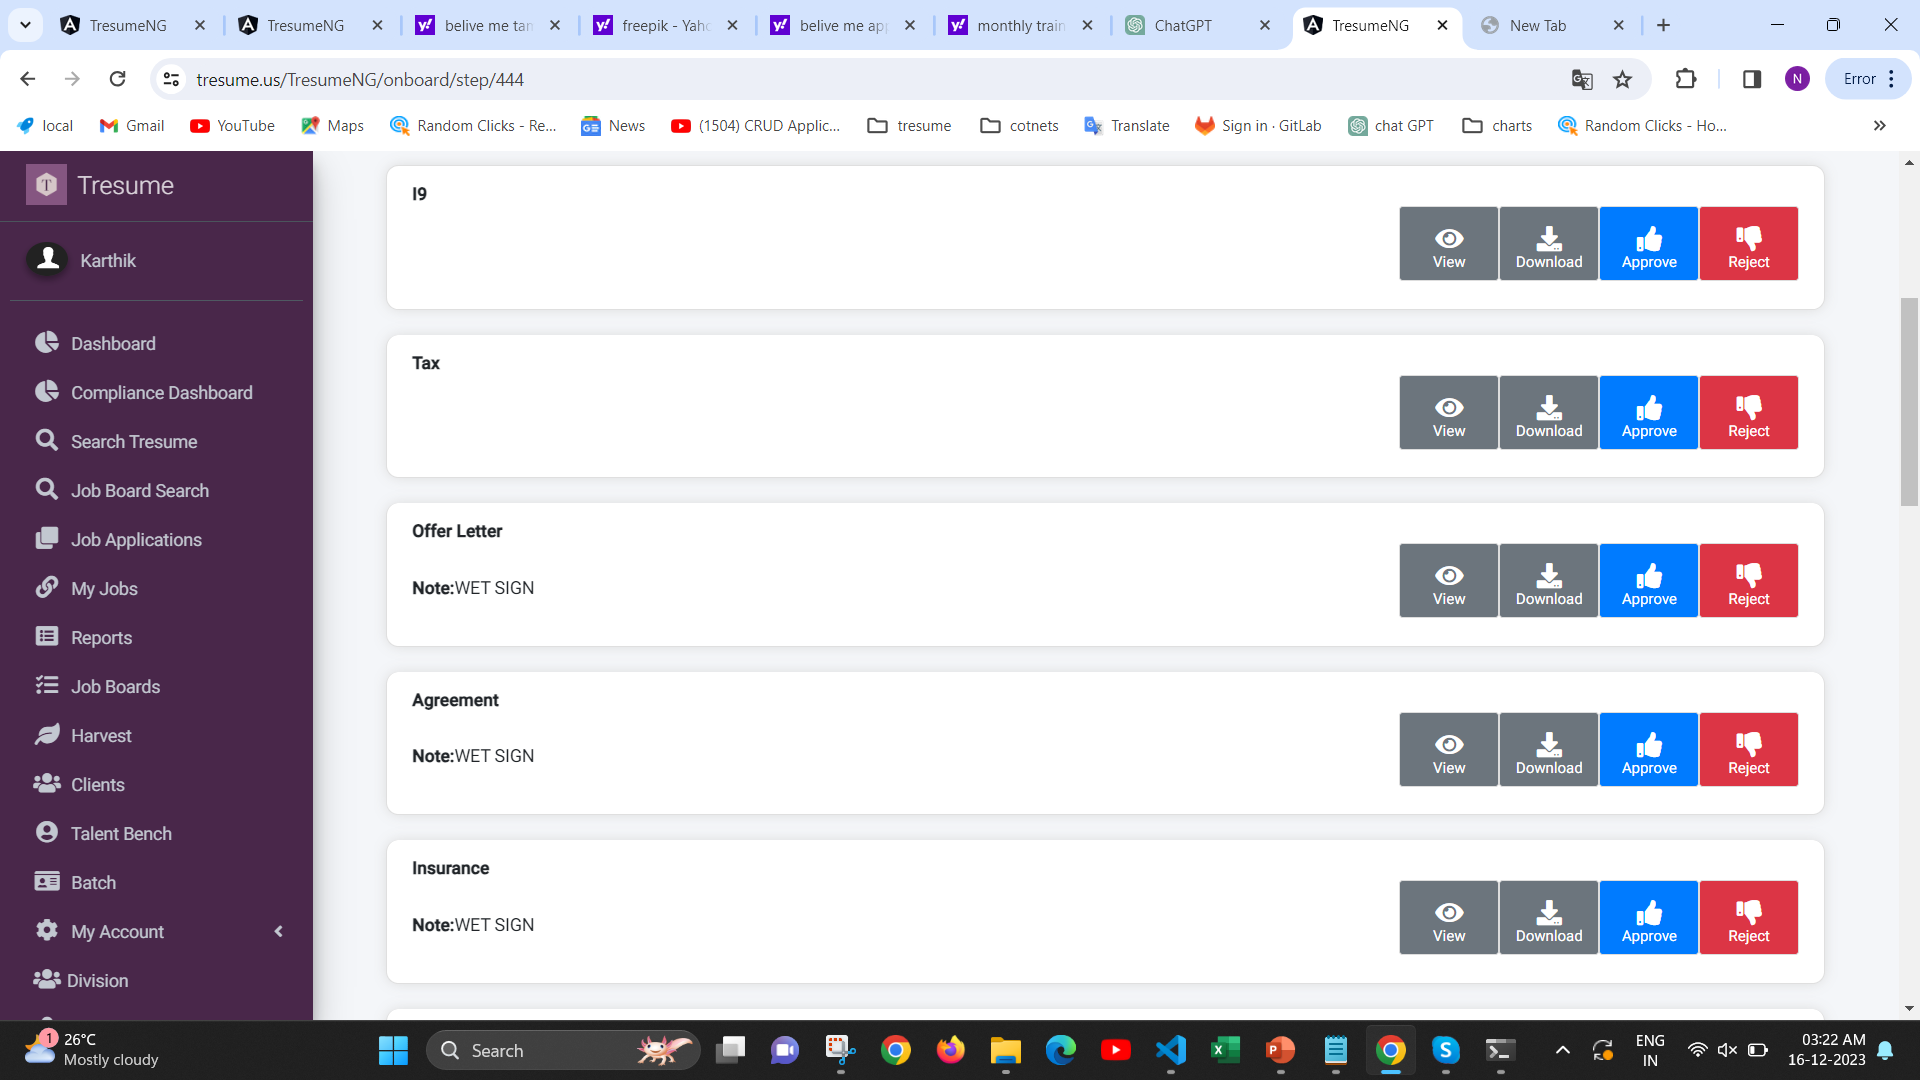 TresumeNG
TresumeNG
belive me tam
freepik - Yaho
belive me app
monthly train
ChatGPT
TresumeNG
New Tab
tresume.us/TresumeNG/onboard/step/444
N
Error
local
Gmail
YouTube
Maps
Random Clicks - Re...
News
(1504) CRUD Applic...
tresume
cotnets
Translate
Sign in · GitLab
chat GPT
charts
Random Clicks - Ho...
T
Tresume
Karthik
Dashboard
Compliance Dashboard
Search Tresume
Job Board Search
Job Applications
My Jobs
Reports
Job Boards
Harvest
Clients
Talent Bench
Batch
My Account
Division
I9
View
Download
Approve
Reject
Tax
View
Download
Approve
Reject
Offer Letter
Note:WET SIGN
View
Download
Approve
Reject
Agreement
Note:WET SIGN
View
Download
Approve
Reject
Insurance
Note:WET SIGN
View
Download
Approve
Reject
1
26°C
Mostly cloudy
Search
ENG
IN
03:22 AM
16-12-2023